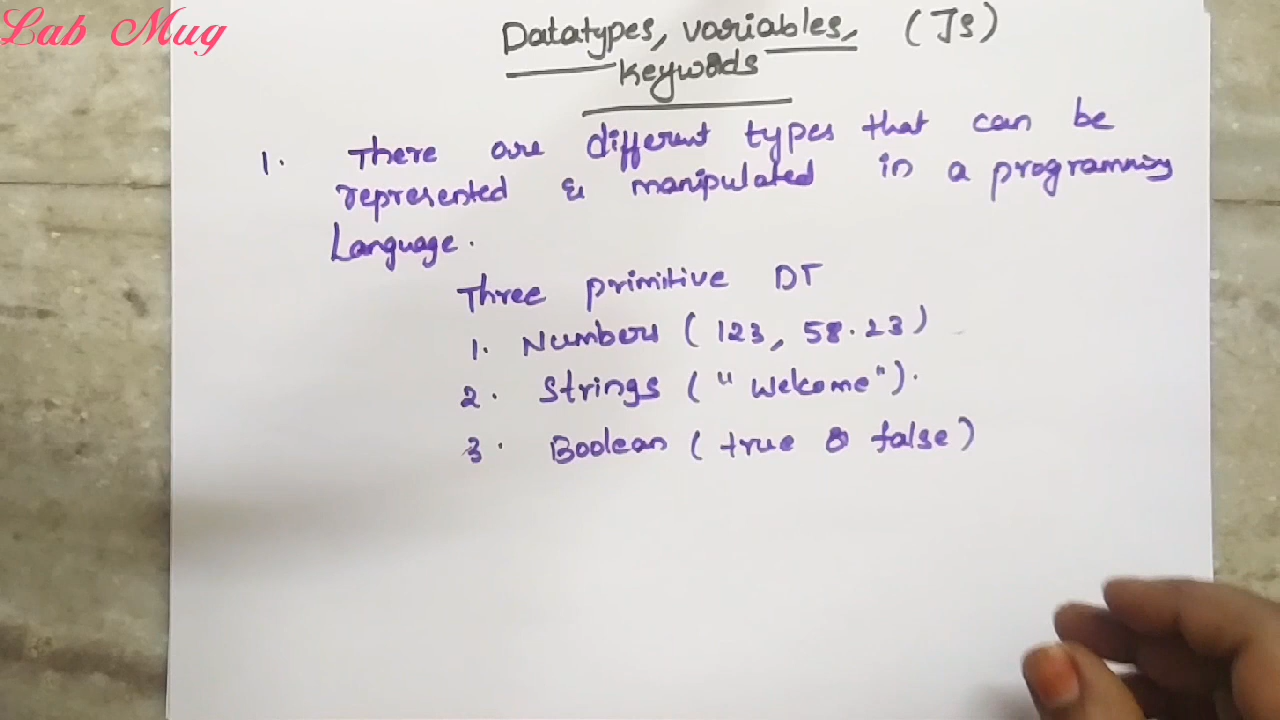 Lab Mug
Datatypes, variables, (JS)
keywords
1. There are different types that can be
represented & manipulated in a programming
Language.
Three primitive DT
1. Numbers (123, 58.23)
2. Strings ("Welcome").
3. Boolean (true & false)